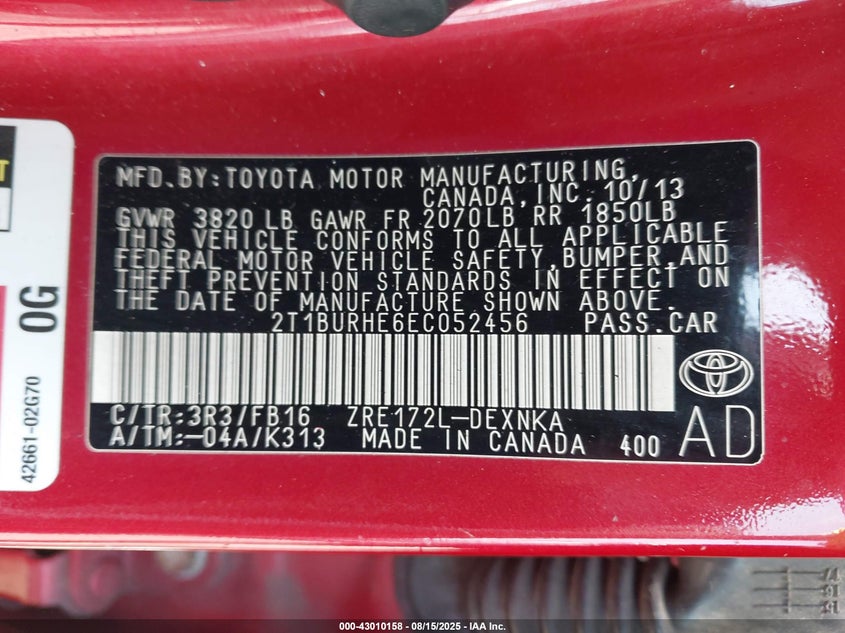 MFD.BY:TOYOTA MOTOR MANUFACTURING,
CANADA,INC. 10/13
GVWR 3820 LB GAWR FR 2070LB RR 1850LB
THIS VEHICLE CONFORMS TO ALL APPLICABLE
FEDERAL MOTOR VEHICLE SAFETY,BUMPER,AND
THEFT PREVENTION STANDARDS IN EFFECT ON
THE DATE OF MANUFACTURE SHOWN ABOVE.
2T1BURHE6EC052456 PASS.CAR
C/TR:3R3/FB16 ZRE172L-DEXNKA
A/TM:-04A/K313 MADE IN CANADA 400 AD
0G
42661-02G70
000-43010158 - 08/15/2025 - IAA Inc.